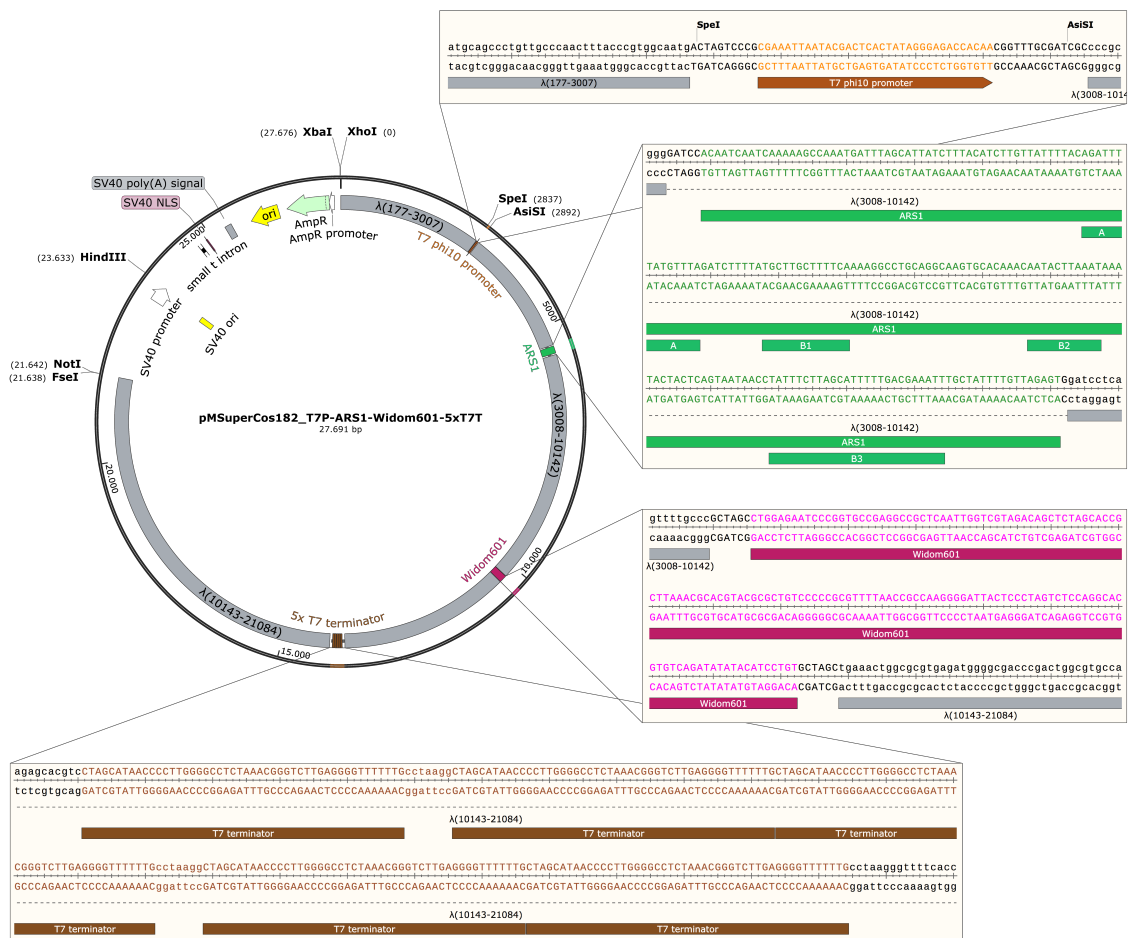 SpeI
AsiSI
atgcagccctgttgcccaactttacccgtggcaatgACTAGTCCCGCGAAATTAATACGACTCACTATAGGGAGACCACAACGGTTTGCGATCGCccccgc
tacgtcgggacaacgggttgaaatgggcaccgttacTGATCAGGGCGCTTTAATTATGCTGAGTGATATCCCTCTGGTGTTGCCAAACGCTAGCGggggcg
λ(177-3007)
T7 phi10 promoter
λ(3008-1014
gggGATCCACAATCAATCAAAAAGCCAAATGATTTAGCATTATCTTTACATCTTGTTATTTTACAGATTT
cccCTAGGTGTTAGTTAGTTTTTCGGTTTACTAAATCGTAATAGAAATGTAGAACAATAAAATGTCTAAA
λ(3008-10142)
ARS1
A
TATGTTTAGATCTTTTATGCTTGCTTTTCAAAAGGCCTGCAGGCAAGTGCACAAACAATACTTAAATAAA
ATACAAATCTAGAAAATACGAACGAAAAGTTTTCCGGACGTCCGTTCACGTGTTTGTTATGAATTTATTT
λ(3008-10142)
ARS1
A
B1
B2
TACTACTCAGTAATAACCTATTTCTTAGCATTTTTGACGAAATTTGCTATTTTGTTAGAGTGgatcctca
ATGATGAGTCATTATTGGATAAAGAATCGTAAAAACTGCTTTAAACGATAAAACAATCTCACctaggagt
λ(3008-10142)
ARS1
B3
(27.676) XbaI
XhoI (0)
SV40 poly(A) signal
SV40 NLS
25.000
small t intron
ori
AmpR
AmpR promoter
λ(177-3007)
T7 phi10 promoter
SpeI (2837)
AsiSI (2892)
5000
ARS1
(23.633) HindIII
SV40 promoter
SV40 ori
(21.642) NotI
(21.638) FseI
λ(3008-10142)
pMSuperCos182_T7P-ARS1-Widom601-5xT7T
27.691 bp
20.000
Widom601
10.000
λ(10143-21084)
5x T7 terminator
15.000
gttttgcccGCTAGCCTGGAGAATCCCGGTGCCGAGGCCGCTCAATTGGTCGTAGACAGCTCTAGCACCG
caaaacgggCGATCGGACCTCTTAGGGCCACGGCTCCGGCGAGTTAACCAGCATCTGTCGAGATCGTGGC
λ(3008-10142)
Widom601
CTTAAACGCACGTACGCGCTGTCCCCCGCGTTTTAACCGCCAAGGGGATTACTCCCTAGTCTCCAGGCAC
GAATTTGCGTGCATGCGCGACAGGGGGCGCAAAATTGGCGGTTCCCCTAATGAGGGATCAGAGGTCCGTG
Widom601
GTGTCAGATATATACATCCTGTGCTAGCtgaaactggcgcgtgagatggggcgacccgactggcgtgcca
CACAGTCTATATATGTAGGACACGATCGactttgaccgcgcactctaccccgctgggctgaccgcacggt
Widom601
λ(10143-21084)
agagcacgtcCTAGCATAACCCCTTGGGGCCTCTAAACGGGTCTTGAGGGGTTTTTTGcctaaggCTAGCATAACCCCTTGGGGCCTCTAAACGGGTCTTGAGGGGTTTTTTGCTAGCATAACCCCTTGGGGCCTCTAAA
tctcgtgcagGATCGTATTGGGGAACCCCGGAGATTTGCCCAGAACTCCCCAAAAAACggattccGATCGTATTGGGGAACCCCGGAGATTTGCCCAGAACTCCCCAAAAAACGATCGTATTGGGGAACCCCGGAGATTT
λ(10143-21084)
T7 terminator
T7 terminator
T7 terminator
CGGGTCTTGAGGGGTTTTTTGcctaaggCTAGCATAACCCCTTGGGGCCTCTAAACGGGTCTTGAGGGGTTTTTTGCTAGCATAACCCCTTGGGGCCTCTAAACGGGTCTTGAGGGGTTTTTTGcctaagggttttcacc
GCCCAGAACTCCCCAAAAAACggattccGATCGTATTGGGGAACCCCGGAGATTTGCCCAGAACTCCCCAAAAAACGATCGTATTGGGGAACCCCGGAGATTTGCCCAGAACTCCCCAAAAAACggattcccaaaagtgg
λ(10143-21084)
T7 terminator
T7 terminator
T7 terminator